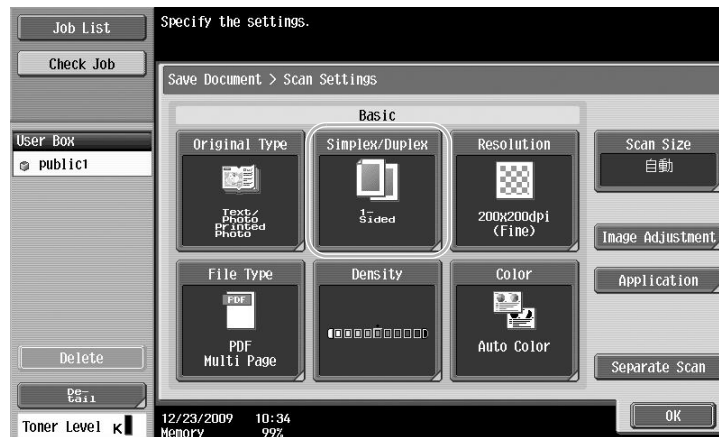 Job List
Specify the settings.
Check Job
Save Document > Scan Settings
Basic
User Box
public1
Original Type
Simplex/Duplex
Resolution
Scan Size
自動
Text/
Photo
Printed
Photo
1-
Sided
200X200dpi
(Fine)
Image Adjustment
File Type
Density
Color
Application
PDF
PDF
Multi Page
Auto Color
Delete
Separate Scan
De-
tail
OK
Toner Level K
12/23/2009 10:34
Memory 99%